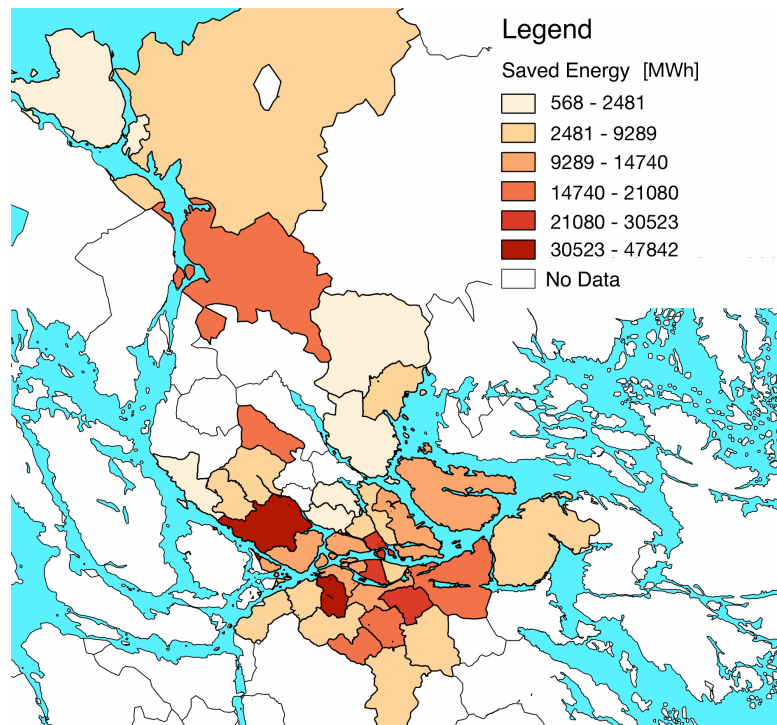 Legend
Saved Energy [MWh]
568 - 2481
2481 - 9289
9289 - 14740
14740 - 21080
21080 - 30523
30523 - 47842
No Data